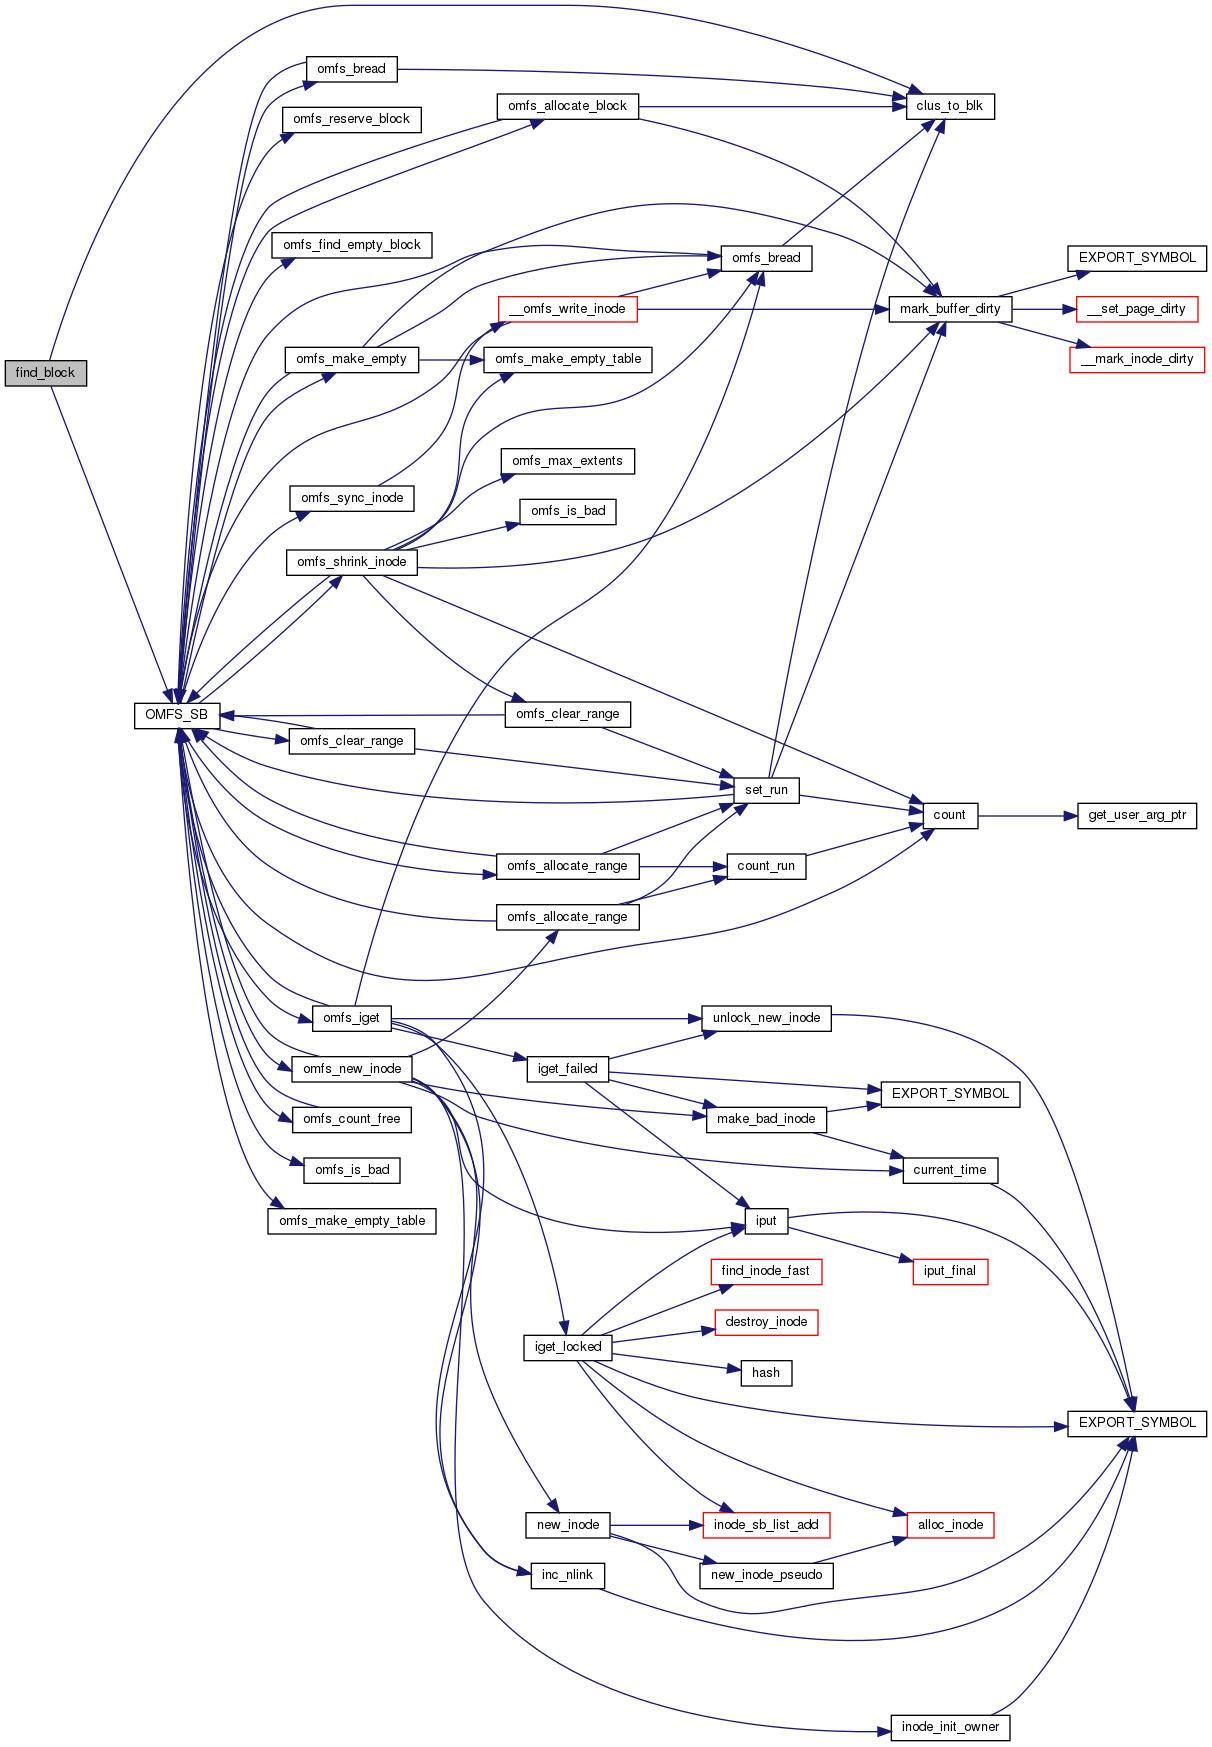 omfs_bread
omfs_allocate_block
clus_to_blk
omfs_reserve_block
omfs_find_empty_block
omfs_bread
EXPORT_SYMBOL
__omfs_write_inode
mark_buffer_dirty
__set_page_dirty
omfs_make_empty
omfs_make_empty_table
__mark_inode_dirty
find_block
omfs_max_extents
omfs_sync_inode
omfs_is_bad
omfs_shrink_inode
OMFS_SB
omfs_clear_range
omfs_clear_range
set_run
count
get_user_arg_ptr
omfs_allocate_range
count_run
omfs_allocate_range
omfs_iget
unlock_new_inode
omfs_new_inode
iget_failed
EXPORT_SYMBOL
omfs_count_free
make_bad_inode
omfs_is_bad
current_time
omfs_make_empty_table
iput
find_inode_fast
iput_final
destroy_inode
iget_locked
hash
EXPORT_SYMBOL
new_inode
inode_sb_list_add
alloc_inode
inc_nlink
new_inode_pseudo
inode_init_owner